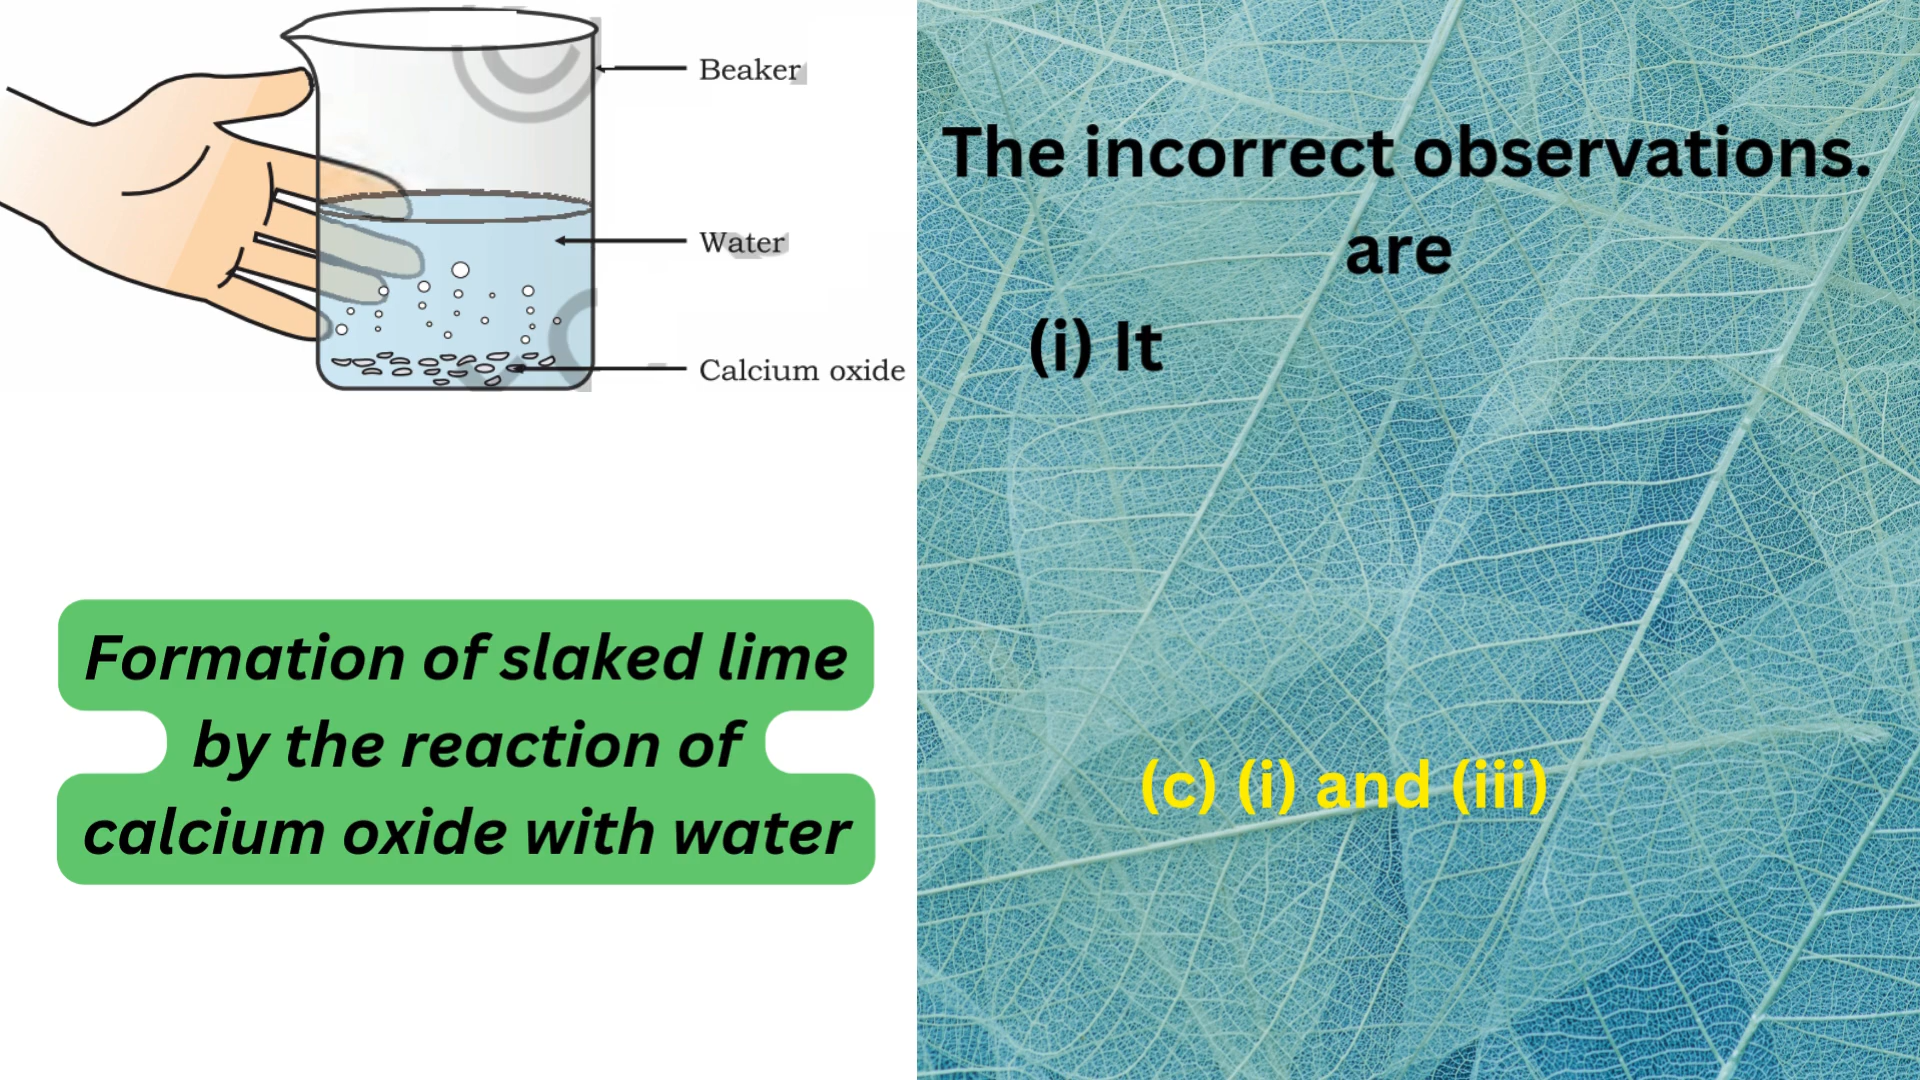 Beaker
Water
Calcium oxide
Formation of slaked lime
by the reaction of
calcium oxide with water
The incorrect observations.
are
(i) It
(c) (i) and (iii)